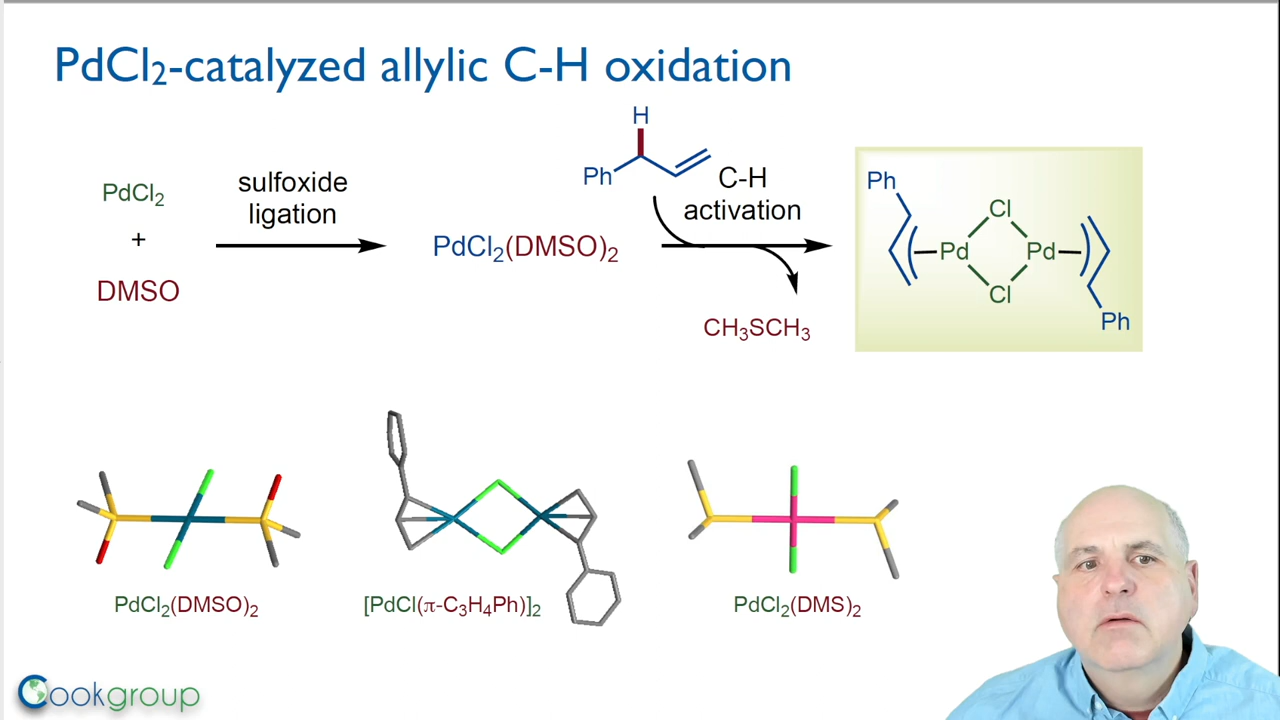 PdCl₂-catalyzed allylic C-H oxidation
PdCl₂
+
DMSO
sulfoxide
ligation
PdCl₂(DMSO)₂
H
Ph
C-H
activation
CH₃SCH₃
Ph
Cl
Pd
Pd
Cl
Ph
PdCl₂(DMSO)₂
[PdCl(π-C₃H₄Ph)]₂
PdCl₂(DMS)₂
Cookgroup